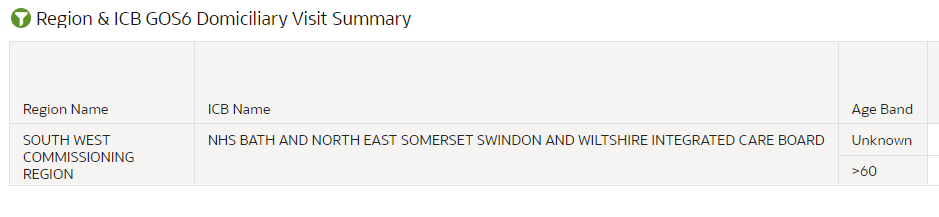 Region & ICB GOS6 Domiciliary Visit Summary
Region Name ICB Name Age Band
SOUTH WEST NHS BATH AND NORTH EAST SOMERSET SWINDON AND WILTSHIRE INTEGRATED CARE BOARD Unknown
COMMISSIONING
REGION >60